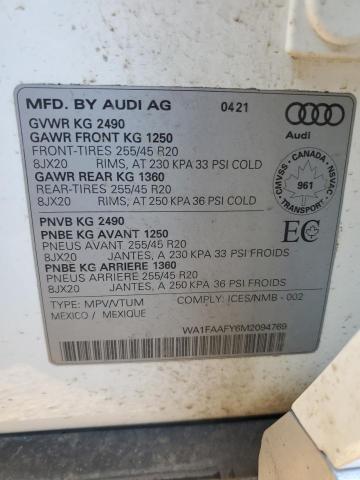 MFD. BY AUDI AG 0421
Audi
GVWR KG 2490
GAWR FRONT KG 1250
FRONT-TIRES 255/45 R20
8JX20 RIMS, AT 230 KPA 33 PSI COLD
GAWR REAR KG 1360
REAR-TIRES 255/45 R20
8JX20 RIMS, AT 250 KPA 36 PSI COLD
CMVSS - CANADA - NSVAC
961
TRANSPORT
PNVB KG 2490
PNBE KG AVANT 1250
PNEUS AVANT 255/45 R20
8JX20 JANTES, A 230 KPA 33 PSI FROIDS
PNBE KG ARRIERE 1360
PNEUS ARRIERE 255/45 R20
8JX20 JANTES, A 250 KPA 36 PSI FROIDS
EC
TYPE: MPV/VTUM COMPLY: ICES/NMB - 002
MEXICO / MEXIQUE
WA1FAAFY6M2094769